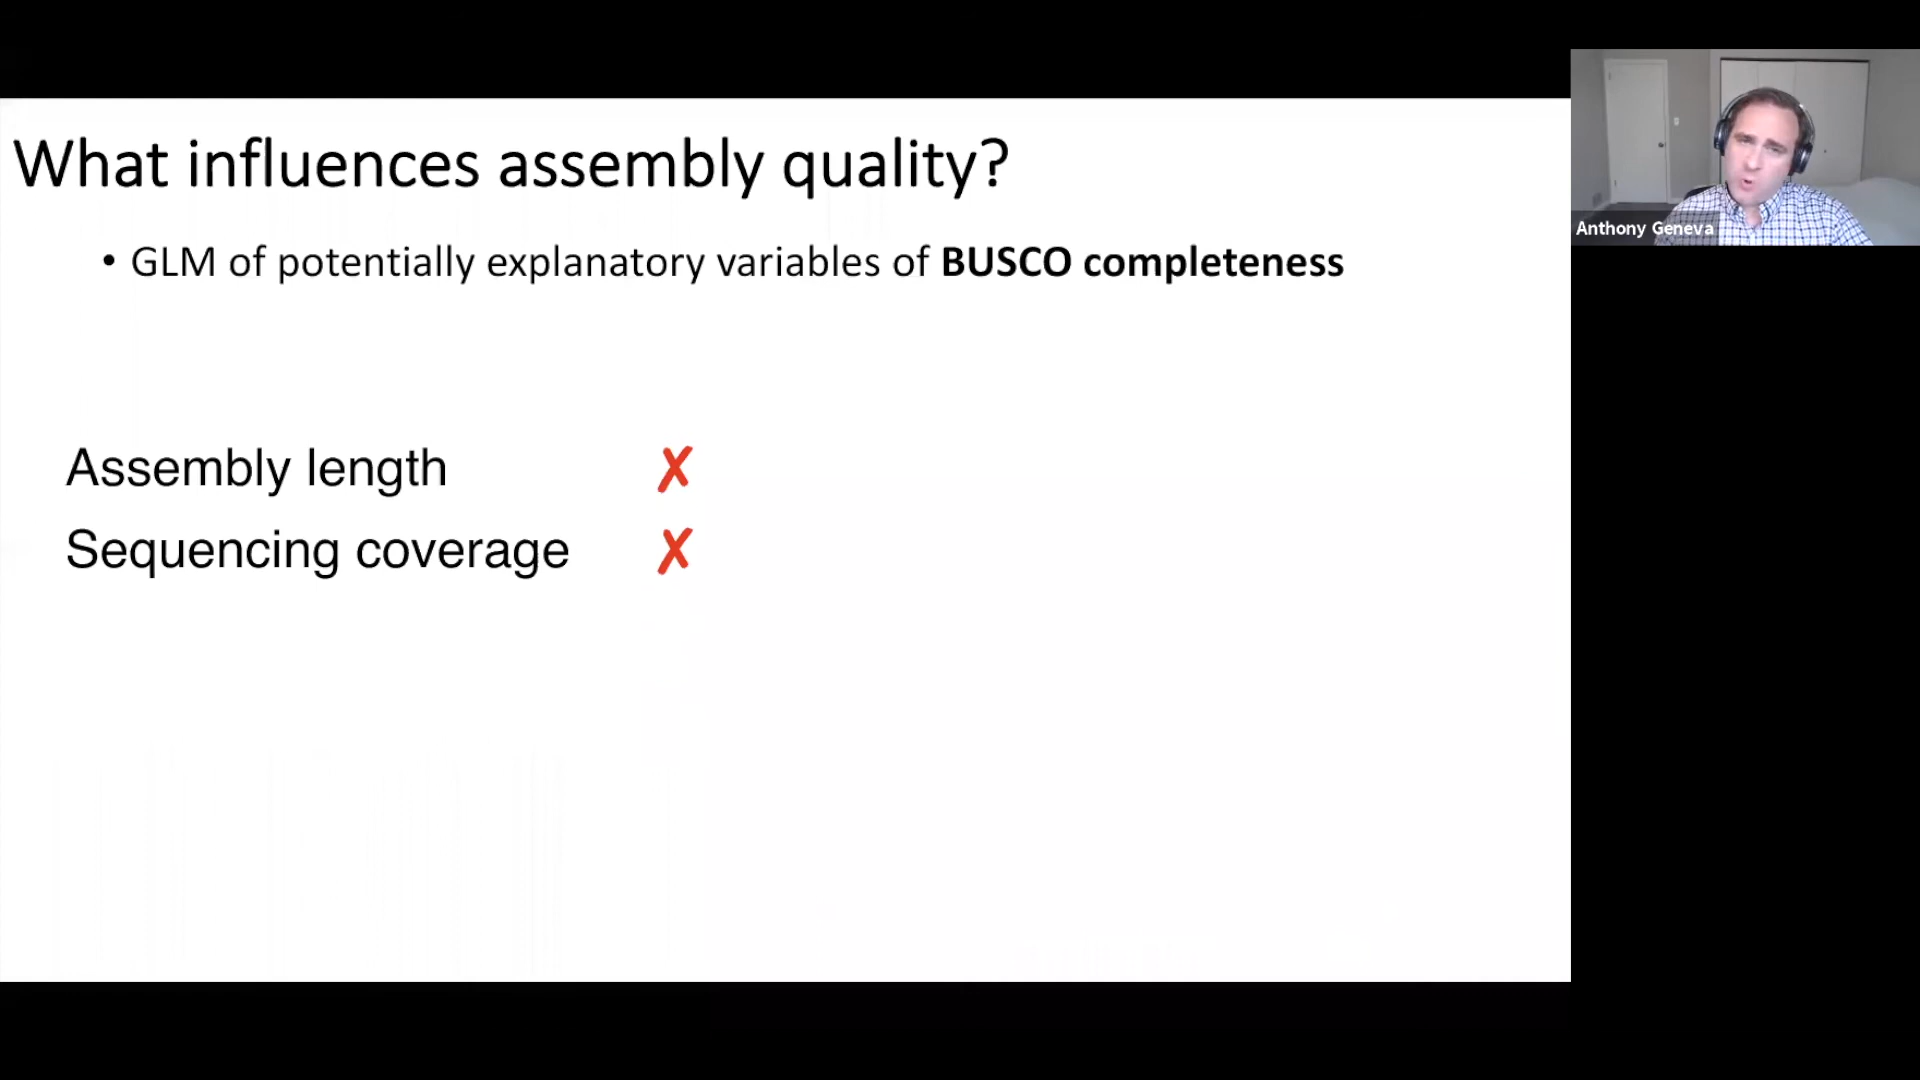 What influences assembly quality?
• GLM of potentially explanatory variables of BUSCO completeness
Assembly length ✗
Sequencing coverage ✗
Anthony Geneva